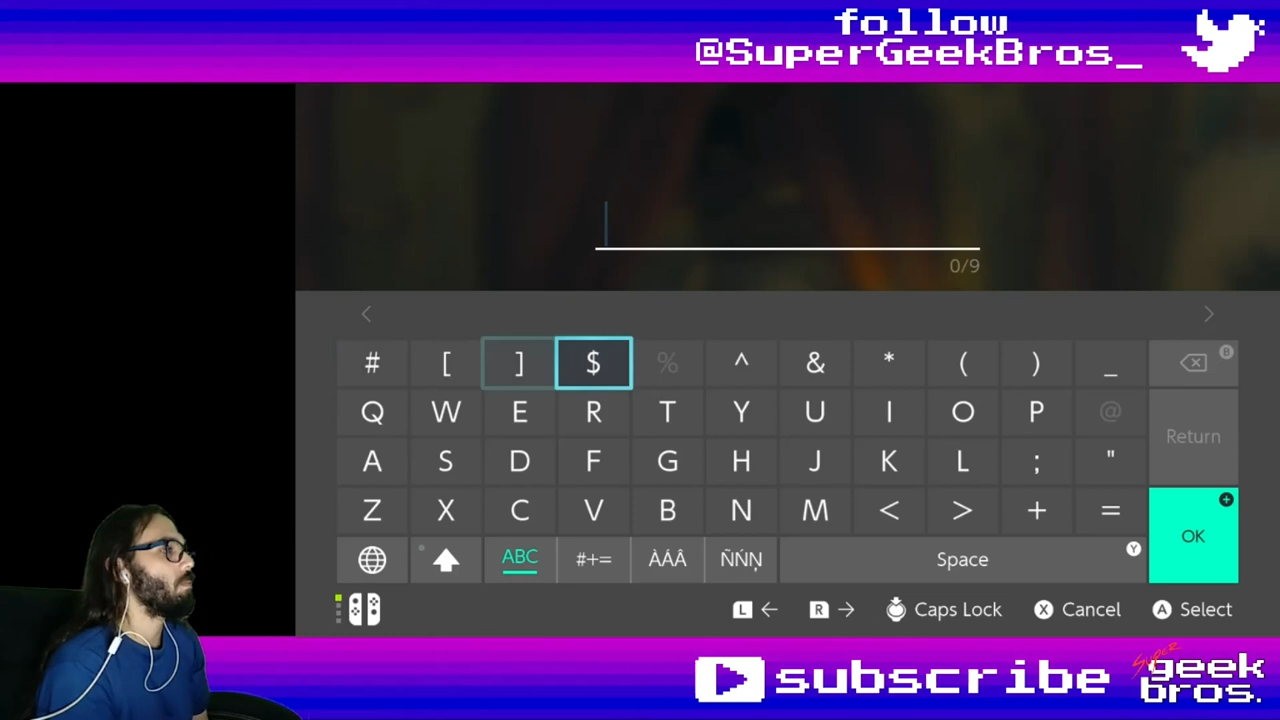 follow
@SuperGeekBros_
0/9
< >
# [ ] $ % ^ & * ( ) _ B
Q W E R T Y U I O P @ Return
A S D F G H J K L ; "
Z X C V B N M < > + = +
OK
ABC #+= ÀÁÂ ÑŃŅ Space Y
L ← R → Caps Lock X Cancel A Select
subscribe
super
geek
bros.